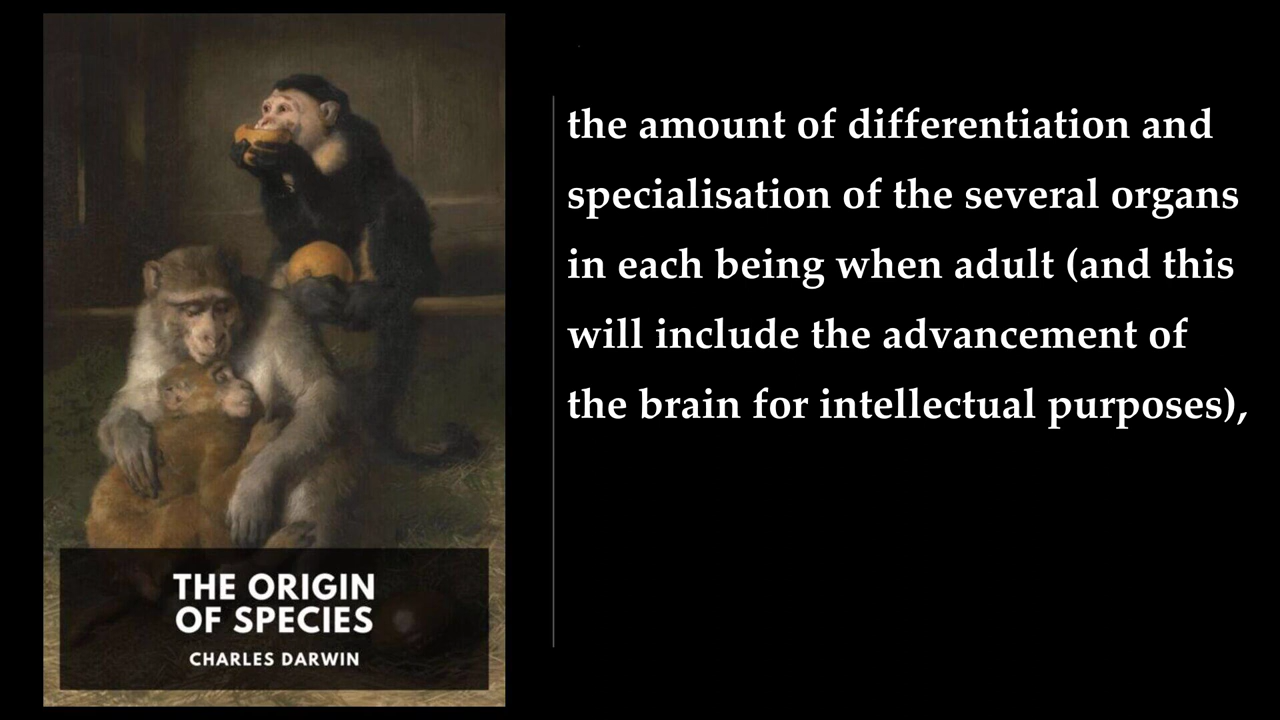 the amount of differentiation and
specialisation of the several organs
in each being when adult (and this
will include the advancement of
the brain for intellectual purposes),
THE ORIGIN
OF SPECIES
CHARLES DARWIN